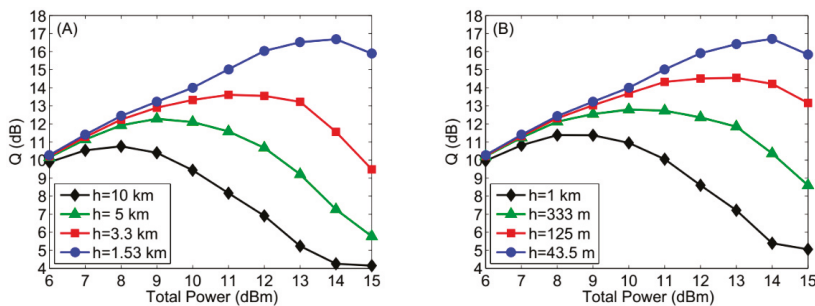 (A)
18
17
16
15
14
13
12
11
10
9
8
7
6
5
4
Q (dB)
h=10 km
h= 5 km
h=3.3 km
h=1.53 km
6 7 8 9 10 11 12 13 14 15
Total Power (dBm)
(B)
18
17
16
15
14
13
12
11
10
9
8
7
6
5
4
Q (dB)
h=1 km
h=333 m
h=125 m
h=43.5 m
6 7 8 9 10 11 12 13 14 15
Total Power (dBm)